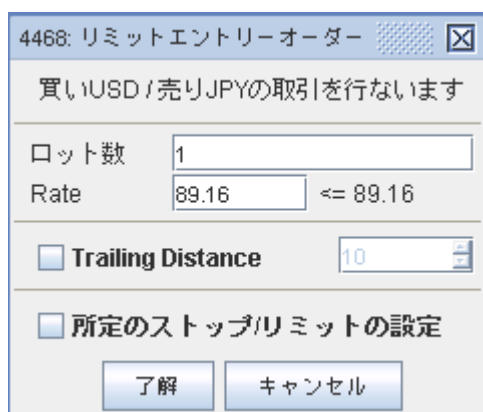 4468: リミットエントリーオーダー
買いUSD / 売りJPYの取引を行ないます
ロット数 1
Rate 89.16 <= 89.16
Trailing Distance 10
所定のストップ/リミットの設定
了解 キャンセル